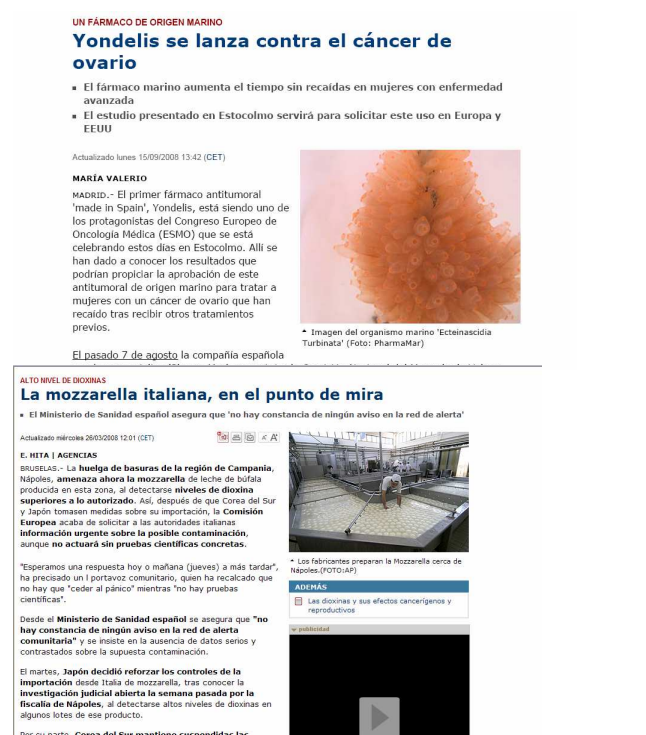 UN FÁRMACO DE ORIGEN MARINO
Yondelis se lanza contra el cáncer de
ovario
El fármaco marino aumenta el tiempo sin recaídas en mujeres con enfermedad
avanzada
El estudio presentado en Estocolmo servirá para solicitar este uso en Europa y
EEUU
Actualizado lunes 15/09/2008 13:42 (CET)
MARÍA VALERIO
MADRID.- El primer fármaco antitumoral
'made in Spain', Yondelis, está siendo uno de
los protagonistas del Congreso Europeo de
Oncología Médica (ESMO) que se está
celebrando estos días en Estocolmo. Allí se
han dado a conocer los resultados que
podrían propiciar la aprobación de este
antitumoral de origen marino para tratar a
mujeres con un cáncer de ovario que han
recaído tras recibir otros tratamientos
previos.
Imagen del organismo marino 'Ecteinascidia
Turbinata' (Foto: PharmaMar)
El pasado 7 de agosto la compañía española
ALTO NIVEL DE DIOXINAS
La mozzarella italiana, en el punto de mira
El Ministerio de Sanidad español asegura que 'no hay constancia de ningún aviso en la red de alerta'
Actualizado miércoles 26/03/2008 12:01 (CET)
E. HITA | AGENCIAS
BRUSELAS.- La huelga de basuras de la región de Campania,
Nápoles, amenaza ahora la mozzarella de leche de búfala
producida en esta zona, al detectarse niveles de dioxina
superiores a lo autorizado. Así, después de que Corea del Sur
y Japón tomasen medidas sobre su importación, la Comisión
Europea acaba de solicitar a las autoridades italianas
información urgente sobre la posible contaminación,
aunque no actuará sin pruebas científicas concretas.
"Esperamos una respuesta hoy o mañana (jueves) a más tardar",
ha precisado un l portavoz comunitario, quien ha recalcado que
no hay que "ceder al pánico" mientras "no hay pruebas
científicas".
Desde el Ministerio de Sanidad español se asegura que "no
hay constancia de ningún aviso en la red de alerta
comunitaria" y se insiste en la ausencia de datos serios y
contrastados sobre la supuesta contaminación.
El martes, Japón decidió reforzar los controles de la
importación desde Italia de mozzarella, tras conocer la
investigación judicial abierta la semana pasada por la
fiscalía de Nápoles, al detectarse altos niveles de dioxinas en
algunos lotes de ese producto.
Por su parte, Corea del Sur mantiene suspendidas las
Los fabricantes preparan la Mozzarella cerca de
Nápoles.(FOTO:AP)
ADEMÁS
Las dioxinas y sus efectos cancerígenos y
reproductivos
publicidad